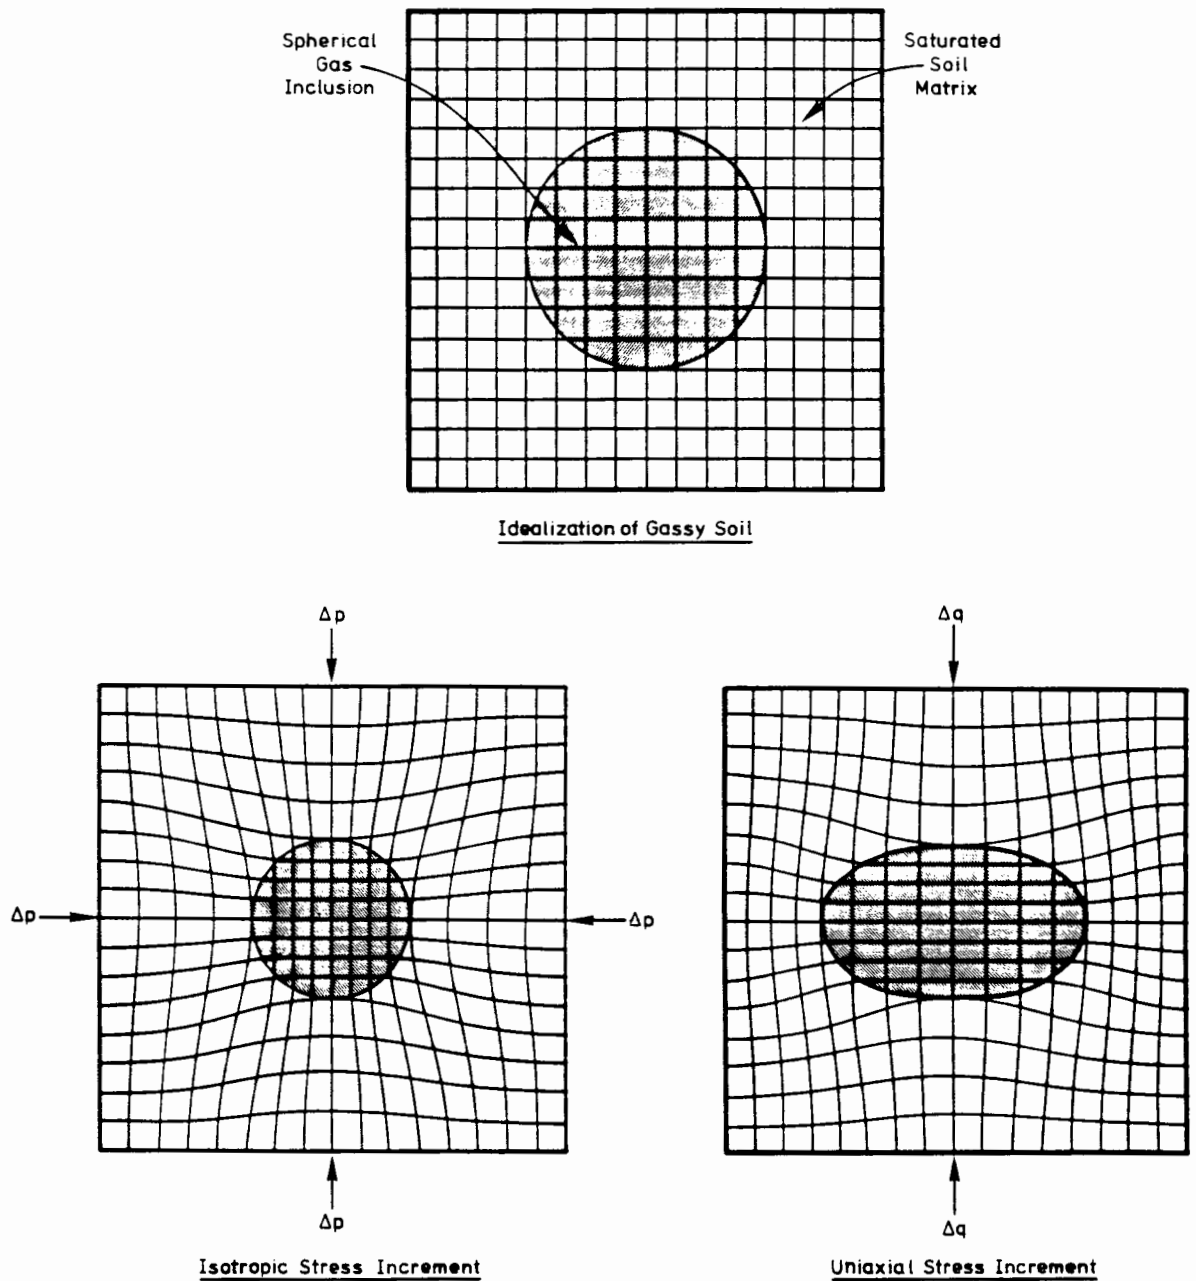 Spherical
Gas
Inclusion
Saturated
Soil
Matrix
Idealization of Gassy Soil
Δp
Δq
Δp
Δp
Δp
Δq
Isotropic Stress Increment
Uniaxial Stress Increment